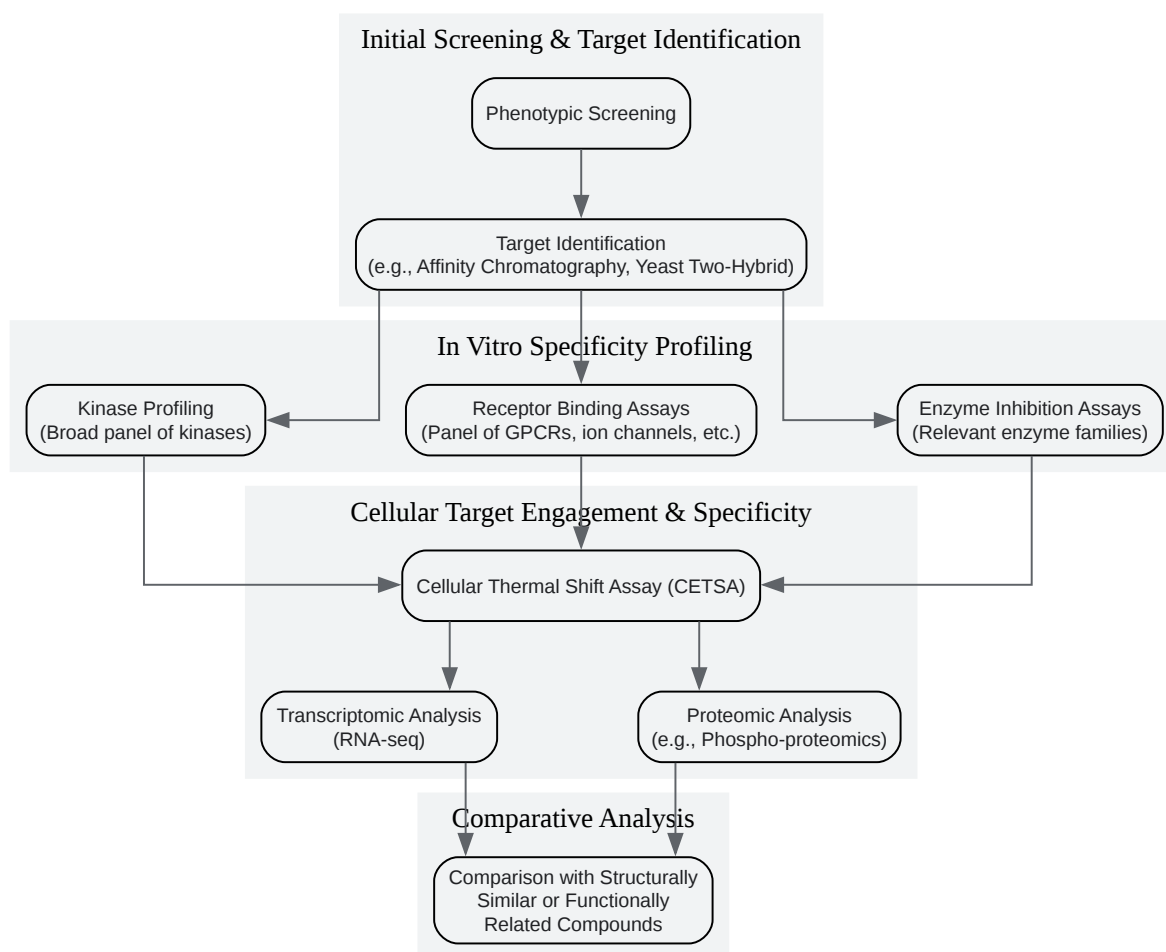 Initial Screening & Target Identification
Phenotypic Screening
Target Identification
(e.g., Affinity Chromatography, Yeast Two-Hybrid)
In Vitro Specificity Profiling
Kinase Profiling
(Broad panel of kinases)
Receptor Binding Assays
(Panel of GPCRs, ion channels, etc.)
Enzyme Inhibition Assays
(Relevant enzyme families)
Cellular Target Engagement & Specificity
Cellular Thermal Shift Assay (CETSA)
Transcriptomic Analysis
(RNA-seq)
Proteomic Analysis
(e.g., Phospho-proteomics)
Comparative Analysis
Comparison with Structurally
Similar or Functionally
Related Compounds